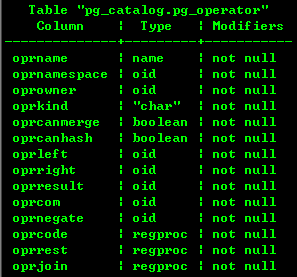 Table "pg_catalog.pg_operator"
Column | Type | Modifiers
--------------+---------+-----------
oprname | name | not null
oprnamespace | oid | not null
oprowner | oid | not null
oprkind | "char" | not null
oprcanmerge | boolean | not null
oprcanhash | boolean | not null
oprleft | oid | not null
oprright | oid | not null
oprresult | oid | not null
oprcom | oid | not null
oprnegate | oid | not null
oprcode | regproc | not null
oprrest | regproc | not null
oprjoin | regproc | not null